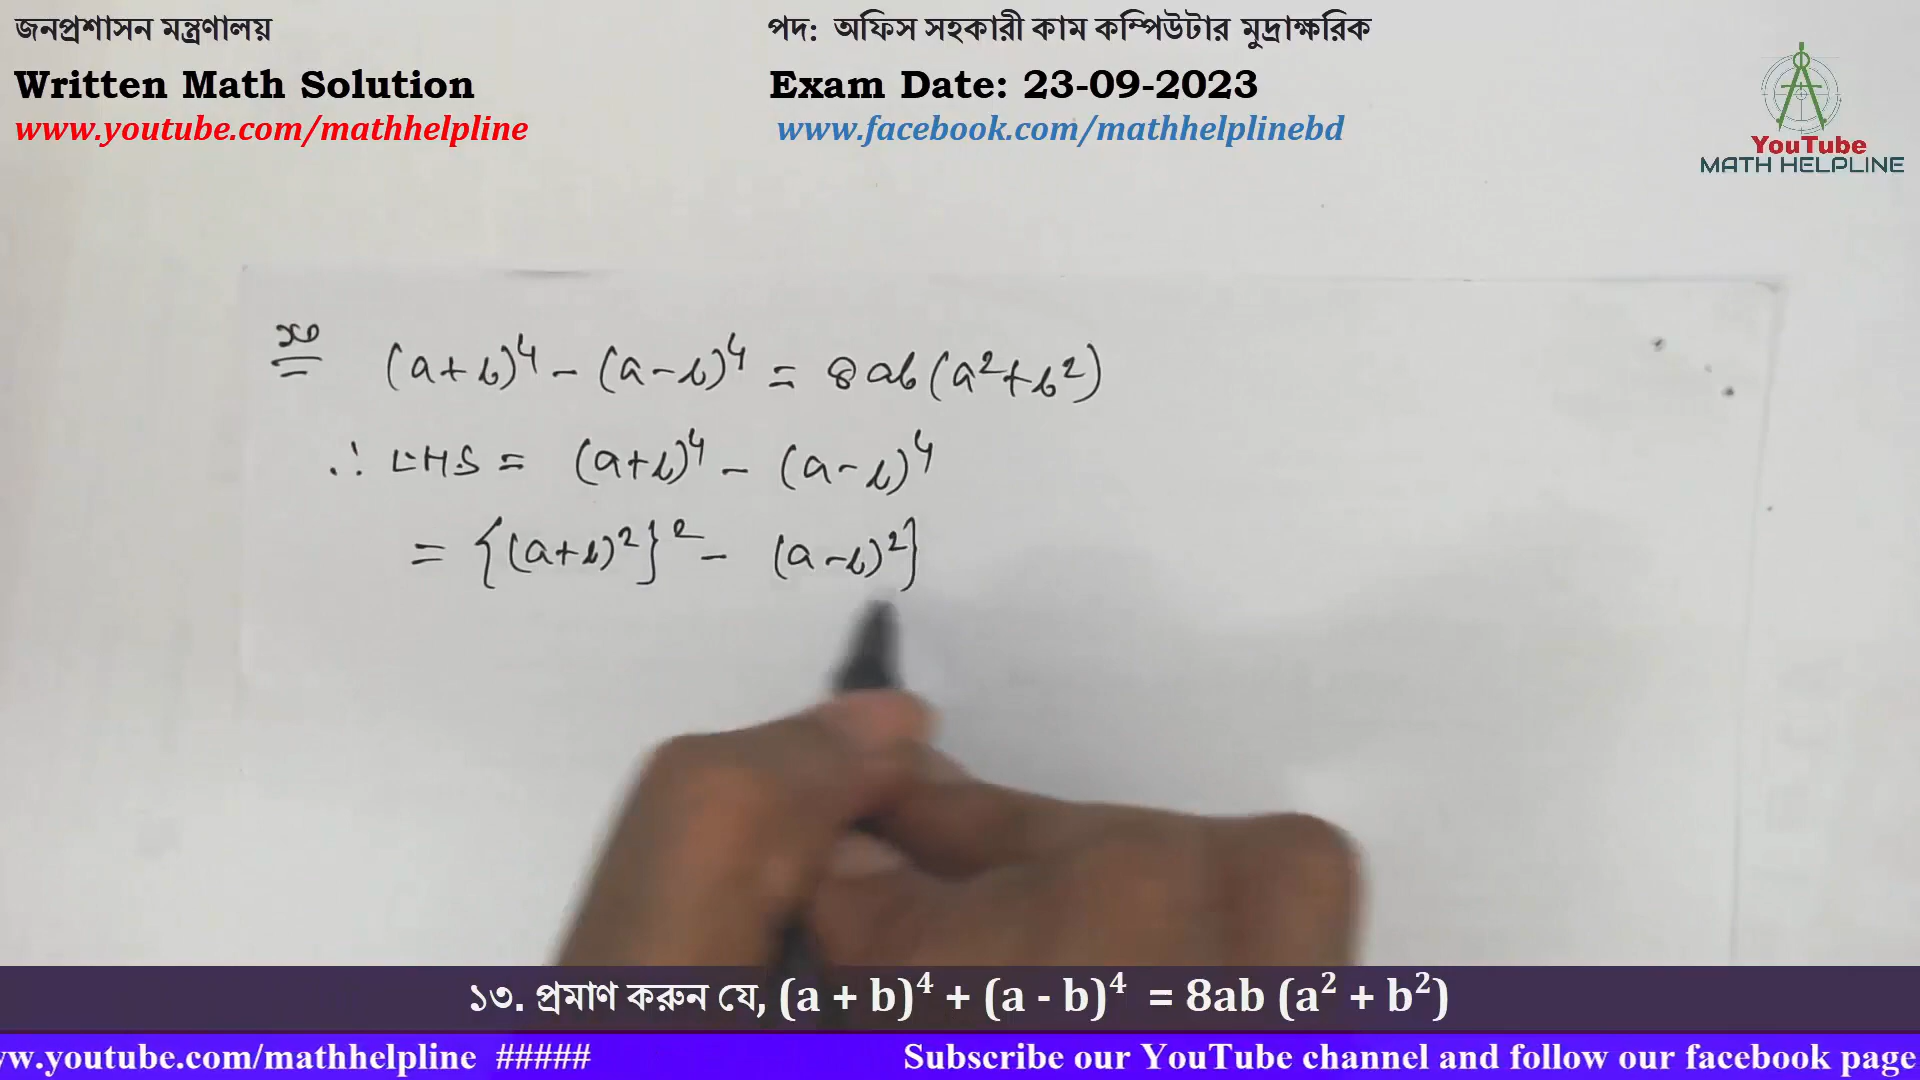 জনপ্রশাসন মন্ত্রণালয়
পদ: অফিস সহকারী কাম কম্পিউটার মুদ্রাক্ষরিক
Written Math Solution
Exam Date: 23-09-2023
www.youtube.com/mathhelpline
www.facebook.com/mathhelplinebd
YouTube
MATH HELPLINE
১৩ (a+b)⁴ - (a-b)⁴ = 8ab(a²+b²)
∴ L.H.S = (a+b)⁴ - (a-b)⁴
= {(a+b)²}² - (a-b)²}
১৩. প্রমাণ করুন যে, (a + b)⁴ + (a - b)⁴ = 8ab (a² + b²)
w.youtube.com/mathhelpline ##### Subscribe our YouTube channel and follow our facebook page